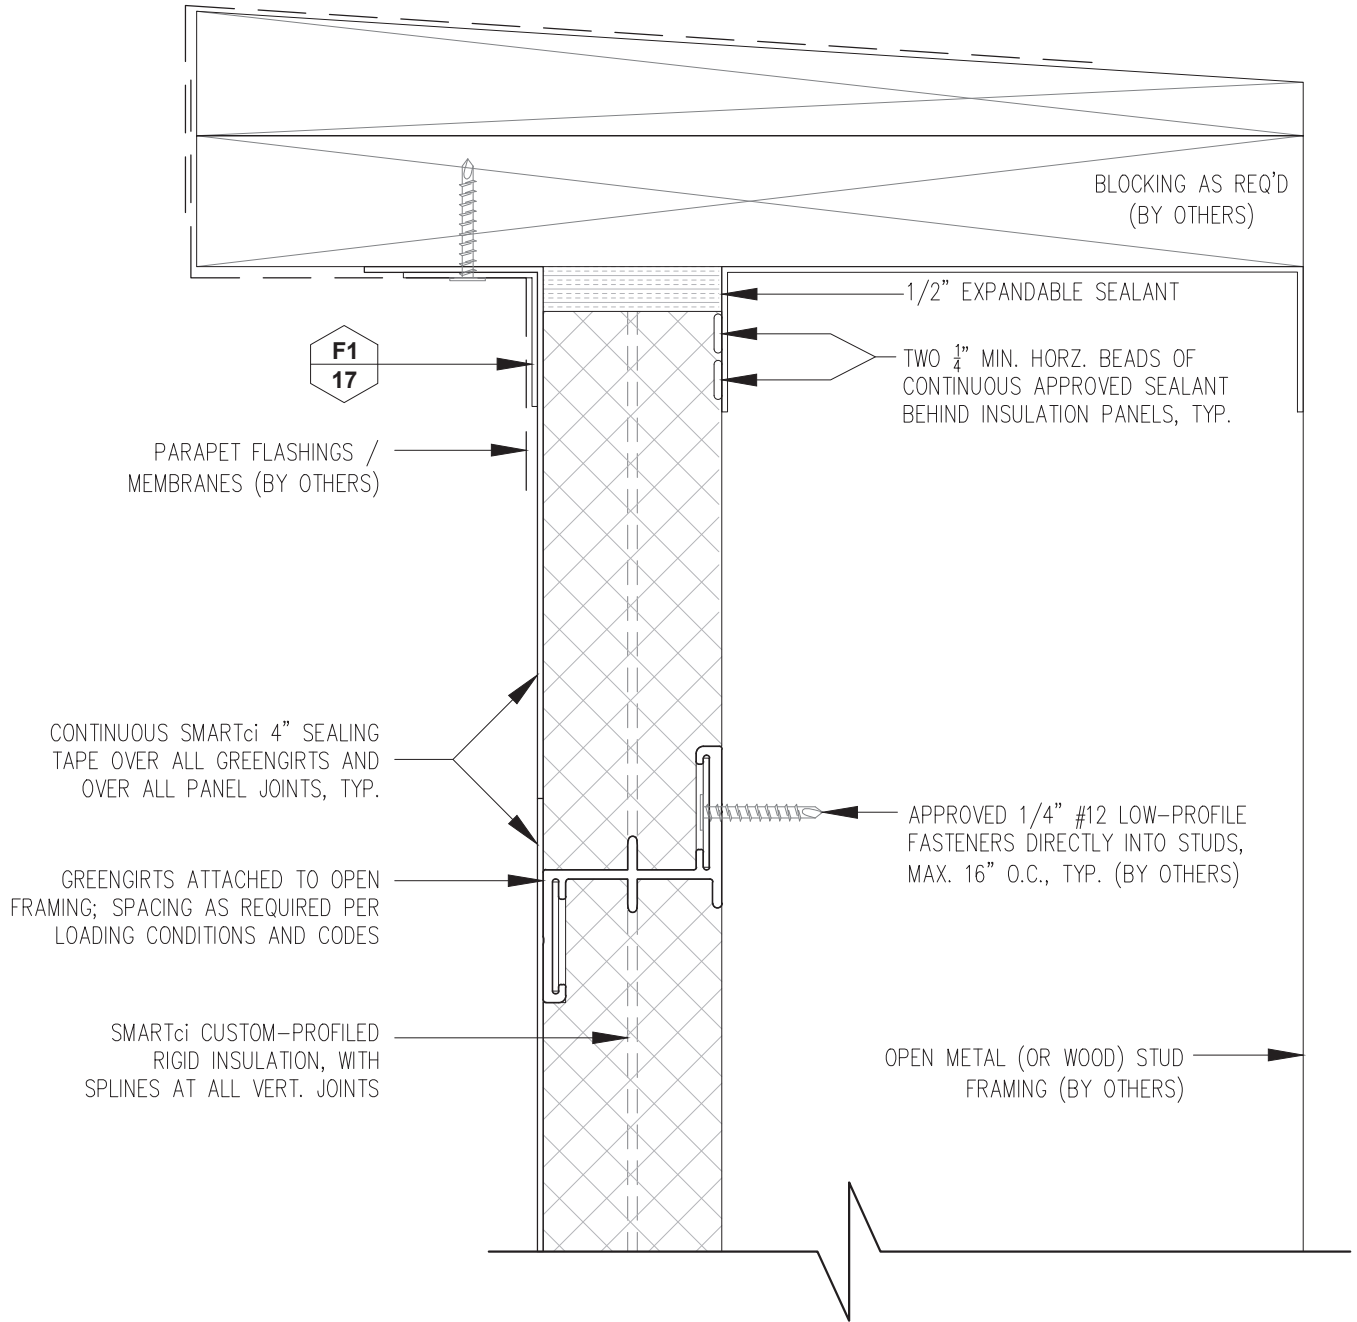 BLOCKING AS REQ'D
(BY OTHERS)
1/2” EXPANDABLE SEALANT
F1
17
TWO 1/4” MIN. HORZ. BEADS OF
CONTINUOUS APPROVED SEALANT
BEHIND INSULATION PANELS, TYP.
PARAPET FLASHINGS /
MEMBRANES (BY OTHERS)
CONTINUOUS SMARTci 4” SEALING
TAPE OVER ALL GREENGIRTS AND
OVER ALL PANEL JOINTS, TYP.
APPROVED 1/4” #12 LOW-PROFILE
FASTENERS DIRECTLY INTO STUDS,
MAX. 16” O.C., TYP. (BY OTHERS)
GREENGIRTS ATTACHED TO OPEN
FRAMING; SPACING AS REQUIRED PER
LOADING CONDITIONS AND CODES
SMARTci CUSTOM-PROFILED
RIGID INSULATION, WITH
SPLINES AT ALL VERT. JOINTS
OPEN METAL (OR WOOD) STUD
FRAMING (BY OTHERS)